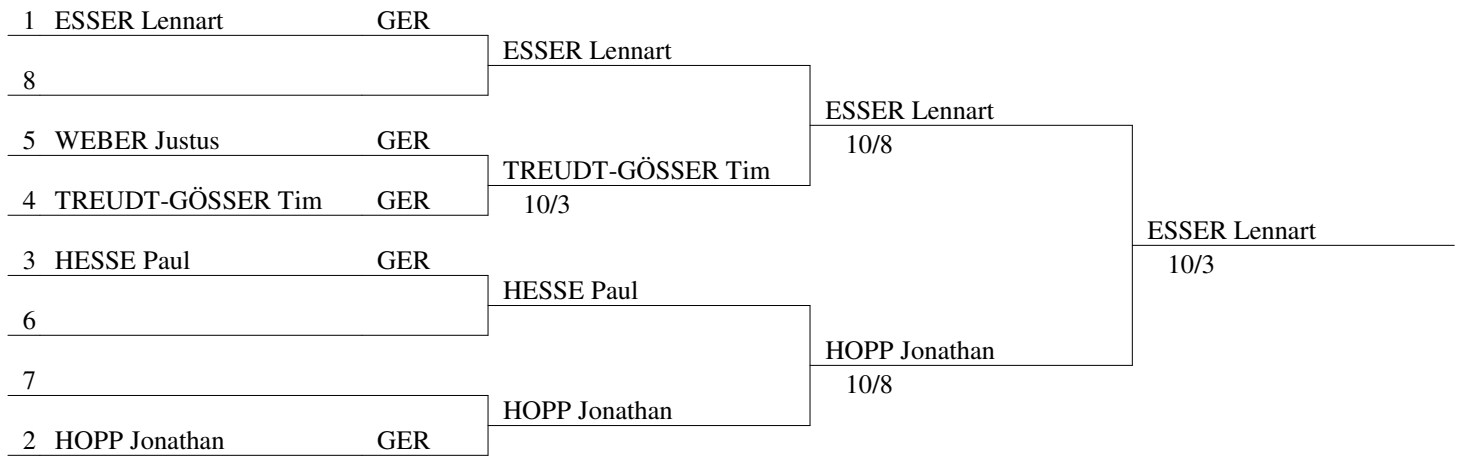 1 ESSER Lennart GER
ESSER Lennart
8
ESSER Lennart
10/8
5 WEBER Justus GER
TREUDT-GÖSSER Tim
10/3
4 TREUDT-GÖSSER Tim GER
ESSER Lennart
10/3
3 HESSE Paul GER
HESSE Paul
6
HOPP Jonathan
10/8
7
HOPP Jonathan
2 HOPP Jonathan GER